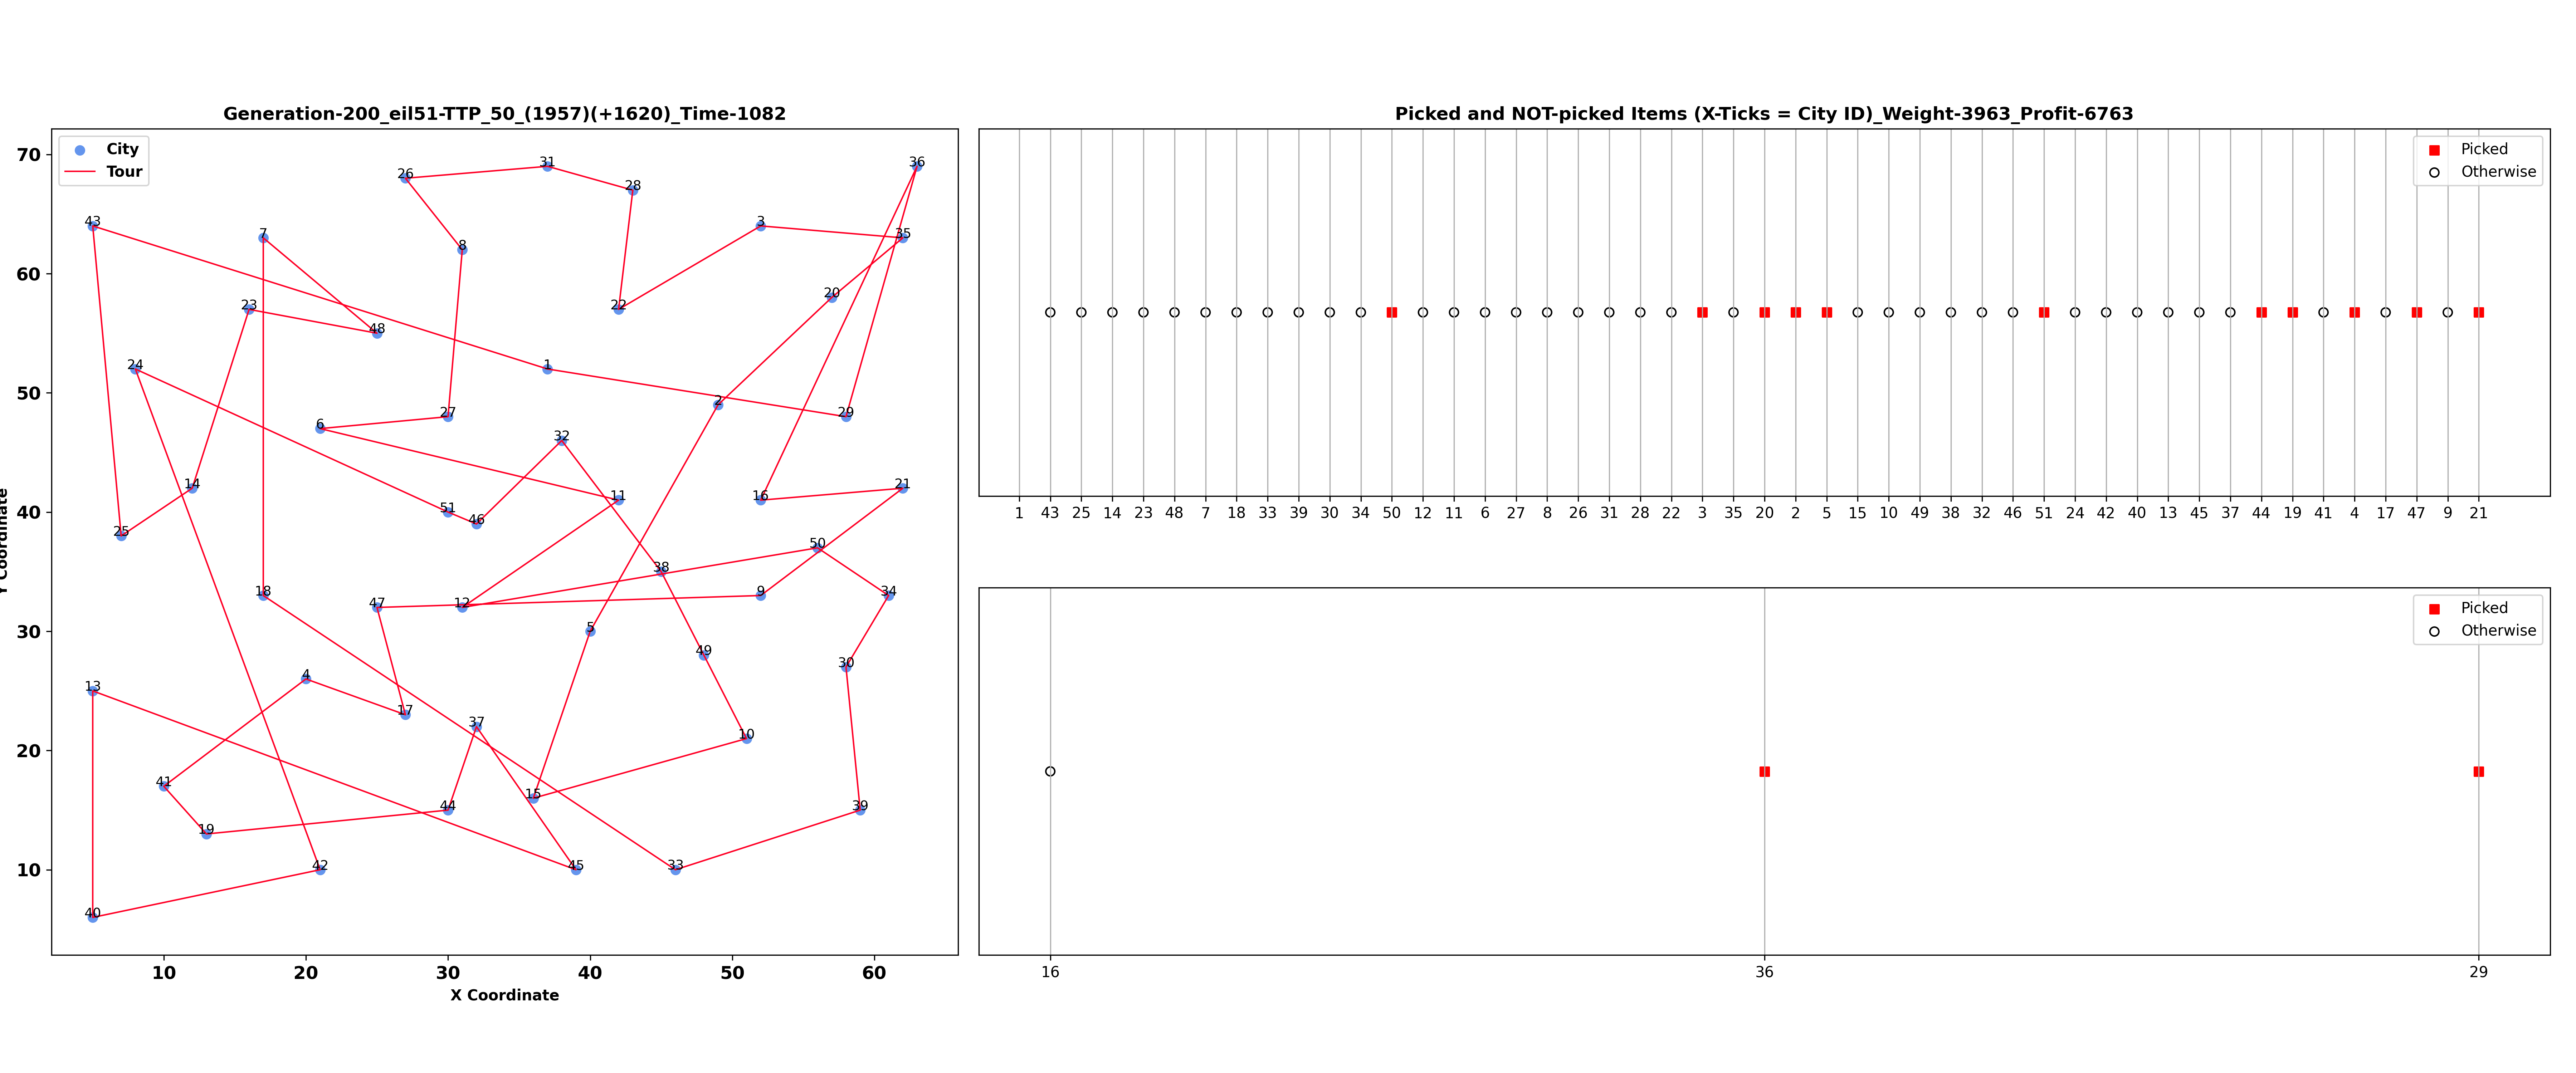 Generation-200_eil51-TTP_50_(1957)(+1620)_Time-1082
City
Tour
70
60
50
40
30
20
10
10 20 30 40 50 60
X Coordinate
Y Coordinate
26 31 28 36
43 7 8 3 35
23 48 22 20
24 1
6 27 2 29
32
14 11 16 21
25 51 46
50
38
18 47 12 9 34
5
49 30
4
13
17 37 10
41 44 15 39
19
42 45 33
40
Picked and NOT-picked Items (X-Ticks = City ID)_Weight-3963_Profit-6763
Picked
Otherwise
1 43 25 14 23 48 7 18 33 39 30 34 50 12 11 6 27 8 26 31 28 22 3 35 20 2 5 15 10 49 38 32 46 51 24 42 40 13 45 37 44 19 41 4 17 47 9 21
Picked
Otherwise
16 36 29